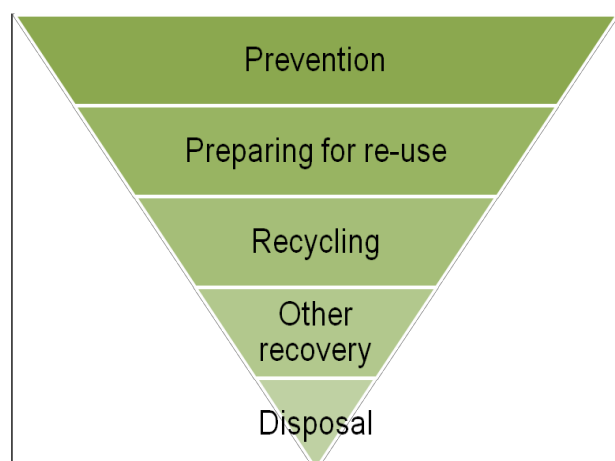 Prevention
Preparing for re-use
Recycling
Other
recovery
Disposal